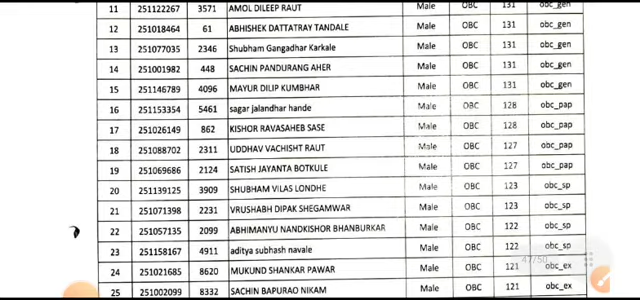 11 251122267 3571 AMOL DILEEP RAUT Male OBC 131 obc_gen
12 251018464 61 ABHISHEK DATTATRAY TANDALE Male OBC 131 obc_gen
13 251077035 2346 Shubham Gangadhar Karkale Male OBC 131 obc_gen
14 251001982 448 SACHIN PANDURANG AHER Male OBC 131 obc_gen
15 251146789 4096 MAYUR DILIP KUMBHAR Male OBC 131 obc_gen
16 251153354 5461 sagar jalandhar hande Male OBC 128 obc_pap
17 251026149 862 KISHOR RAVASAHEB SASE Male OBC 128 obc_pap
18 251088702 2311 UDDHAV VACHISHT RAUT Male OBC 127 obc_pap
19 251069686 2124 SATISH JAYANTA BOTKULE Male OBC 127 obc_pap
20 251139125 3909 SHUBHAM VILAS LONDHE Male OBC 123 obc_sp
21 251071398 2231 VRUSHABH DIPAK SHEGAMWAR Male OBC 123 obc_sp
22 251057135 2099 ABHIMANYU NANDKISHOR BHANBURKAR Male OBC 122 obc_sp
23 251158167 4911 aditya subhash navale Male OBC 122 obc_sp
47/50
24 251021685 8620 MUKUND SHANKAR PAWAR Male OBC 121 obc_ex
25 251002099 8332 SACHIN BAPURAO NIKAM Male OBC 121 obc_ex